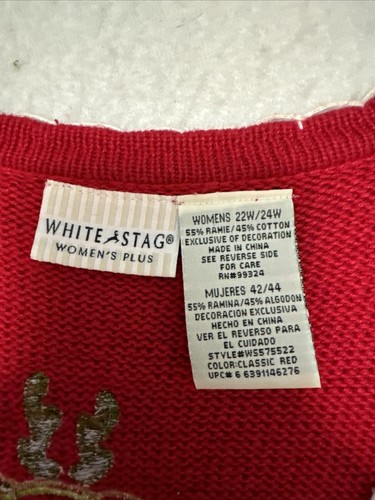 WHITE STAG®
WOMEN'S PLUS
WOMENS 22W/24W
55% RAMIE/45% COTTON
EXCLUSIVE OF DECORATION
MADE IN CHINA
SEE REVERSE SIDE
FOR CARE
RN#99324
MUJERES 42/44
55% RAMINA/45% ALGODON
DECORACION EXCLUSIVA
HECHO EN CHINA
VER EL REVERSO PARA
EL CUIDADO
STYLE#WS575522
COLOR:CLASSIC RED
UPC# 6 6391146276